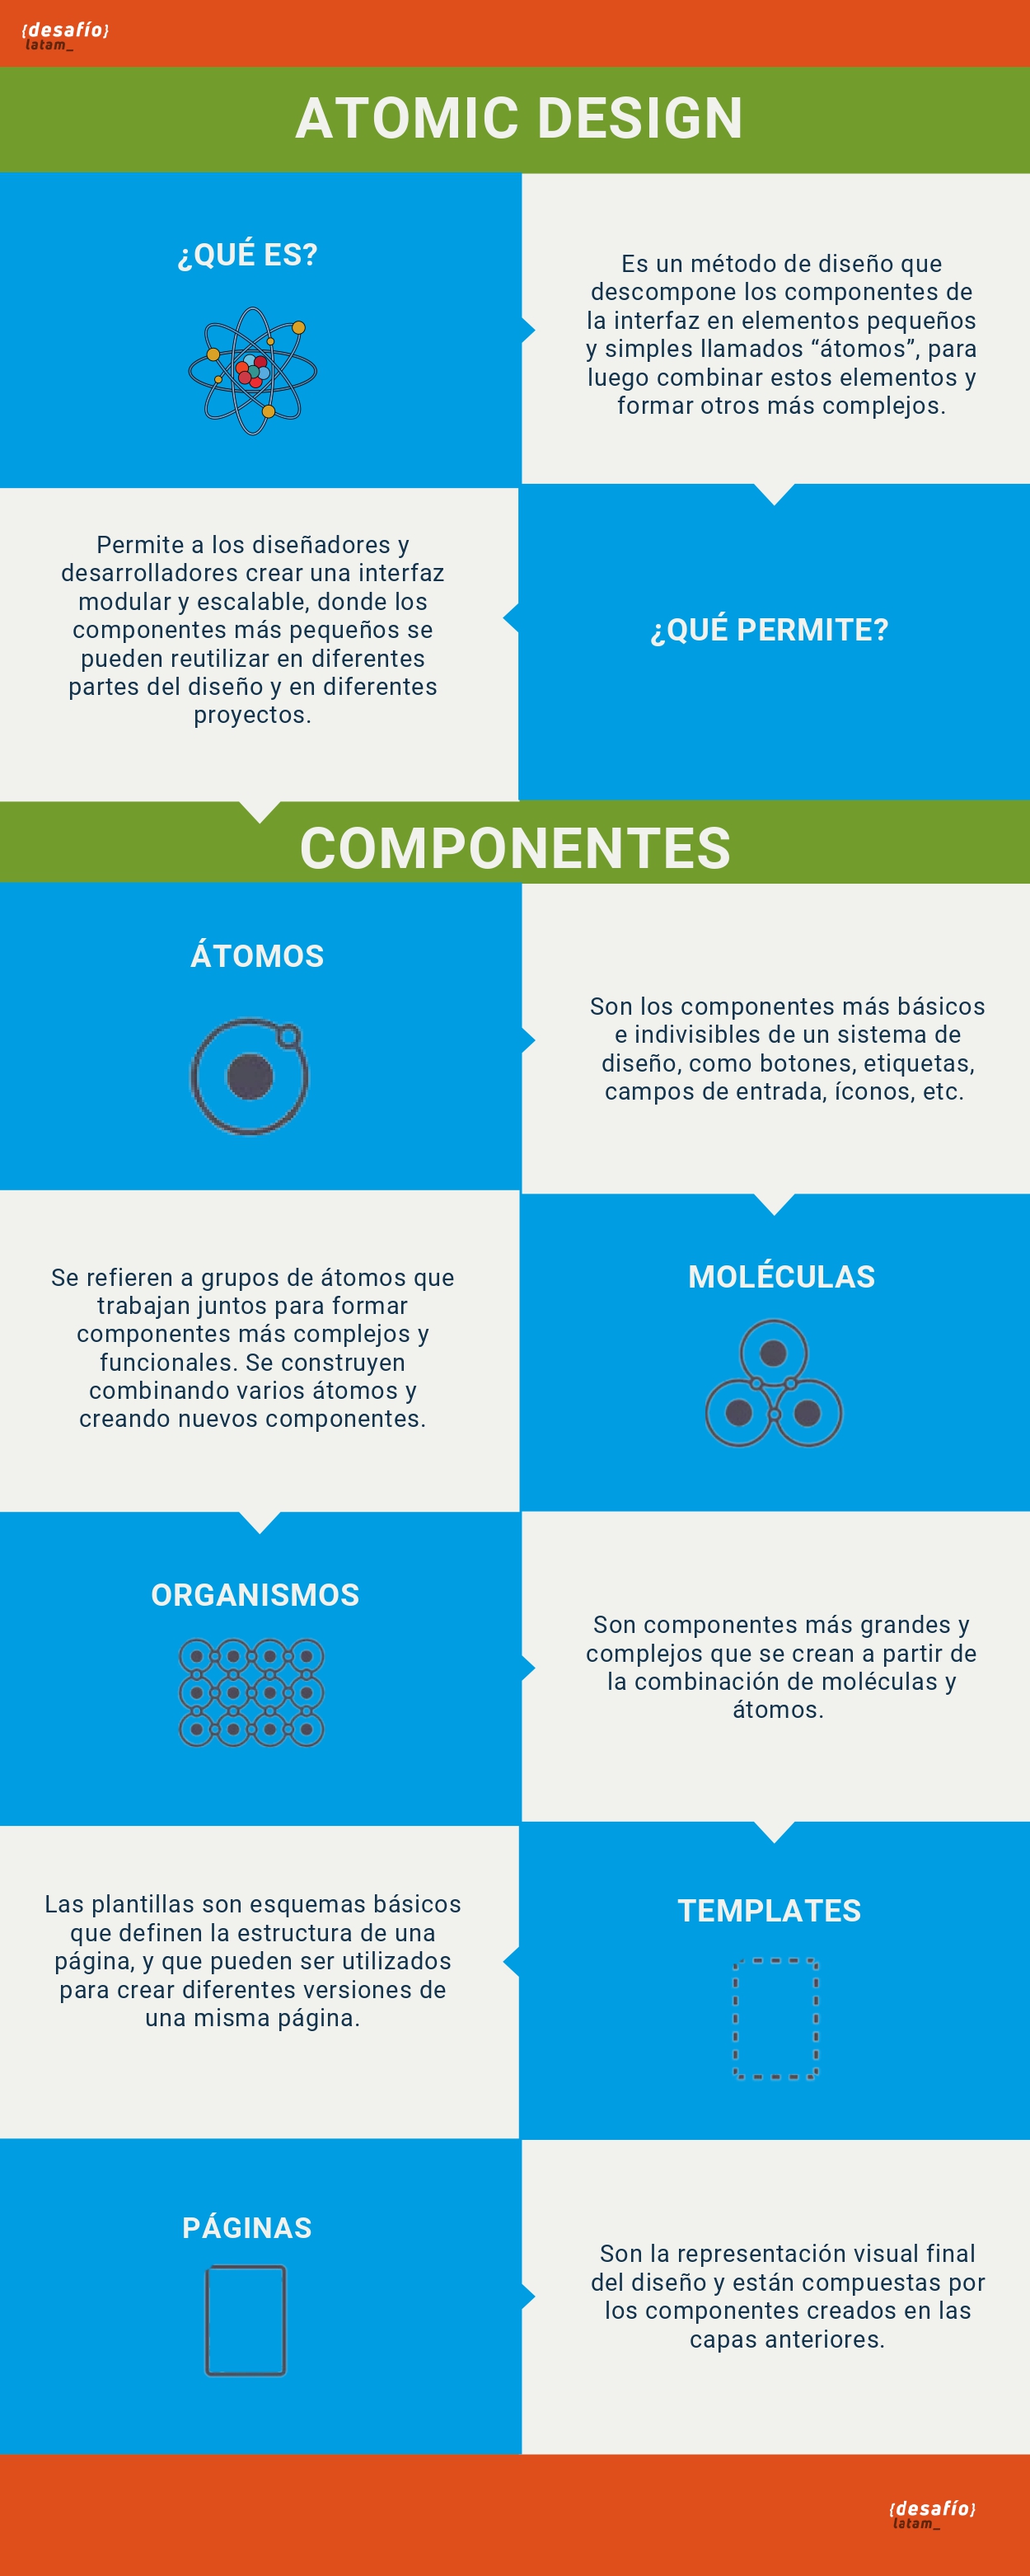 {desafío}
latam_
ATOMIC DESIGN
¿QUÉ ES?
Es un método de diseño que
descompone los componentes de
la interfaz en elementos pequeños
y simples llamados “átomos”, para
luego combinar estos elementos y
formar otros más complejos.
¿QUÉ PERMITE?
Permite a los diseñadores y
desarrolladores crear una interfaz
modular y escalable, donde los
componentes más pequeños se
pueden reutilizar en diferentes
partes del diseño y en diferentes
proyectos.
COMPONENTES
ÁTOMOS
Son los componentes más básicos
e indivisibles de un sistema de
diseño, como botones, etiquetas,
campos de entrada, íconos, etc.
MOLÉCULAS
Se refieren a grupos de átomos que
trabajan juntos para formar
componentes más complejos y
funcionales. Se construyen
combinando varios átomos y
creando nuevos componentes.
ORGANISMOS
Son componentes más grandes y
complejos que se crean a partir de
la combinación de moléculas y
átomos.
TEMPLATES
Las plantillas son esquemas básicos
que definen la estructura de una
página, y que pueden ser utilizados
para crear diferentes versiones de
una misma página.
PÁGINAS
Son la representación visual final
del diseño y están compuestas por
los componentes creados en las
capas anteriores.
{desafío}
latam_